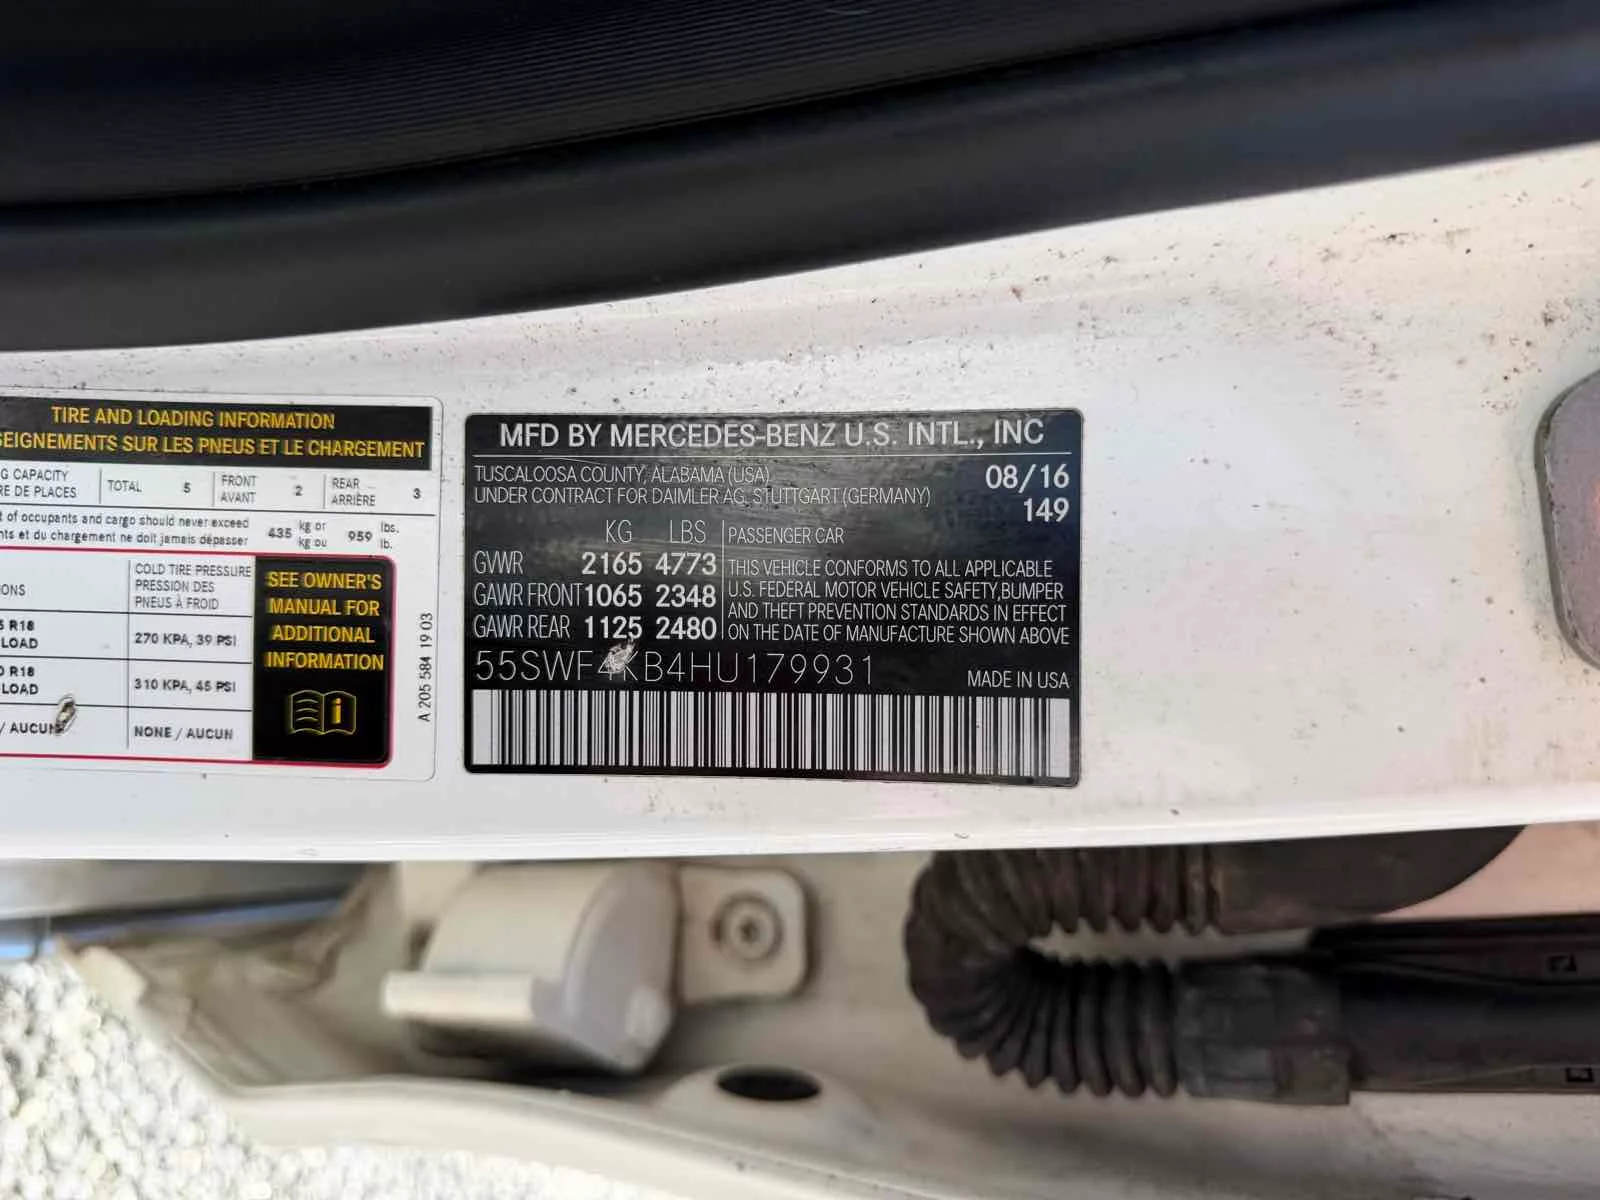 TIRE AND LOADING INFORMATION
SEIGNEMENTS SUR LES PNEUS ET LE CHARGEMENT
G CAPACITY
RE DE PLACES
TOTAL 5
FRONT
AVANT
2
REAR
ARRIÈRE
3
t of occupants and cargo should never exceed
nts et du chargement ne doit jamais dépasser
435 kg or
kg ou
959 lbs.
lb.
ONS
COLD TIRE PRESSURE
PRESSION DES
PNEUS À FROID
R18
LOAD
270 KPA, 39 PSI
R18
LOAD
310 KPA, 45 PSI
/ AUCUN
NONE / AUCUN
SEE OWNER'S
MANUAL FOR
ADDITIONAL
INFORMATION
i
A 205 584 19 03
MFD BY MERCEDES-BENZ U.S. INTL., INC
TUSCALOOSA COUNTY, ALABAMA (USA)
UNDER CONTRACT FOR DAIMLER AG, STUTTGART (GERMANY)
08/16
149
KG LBS
GVWR 2165 4773
GAWR FRONT 1065 2348
GAWR REAR 1125 2480
PASSENGER CAR
THIS VEHICLE CONFORMS TO ALL APPLICABLE
U.S. FEDERAL MOTOR VEHICLE SAFETY,BUMPER
AND THEFT PREVENTION STANDARDS IN EFFECT
ON THE DATE OF MANUFACTURE SHOWN ABOVE
55SWF4KB4HU179931
MADE IN USA